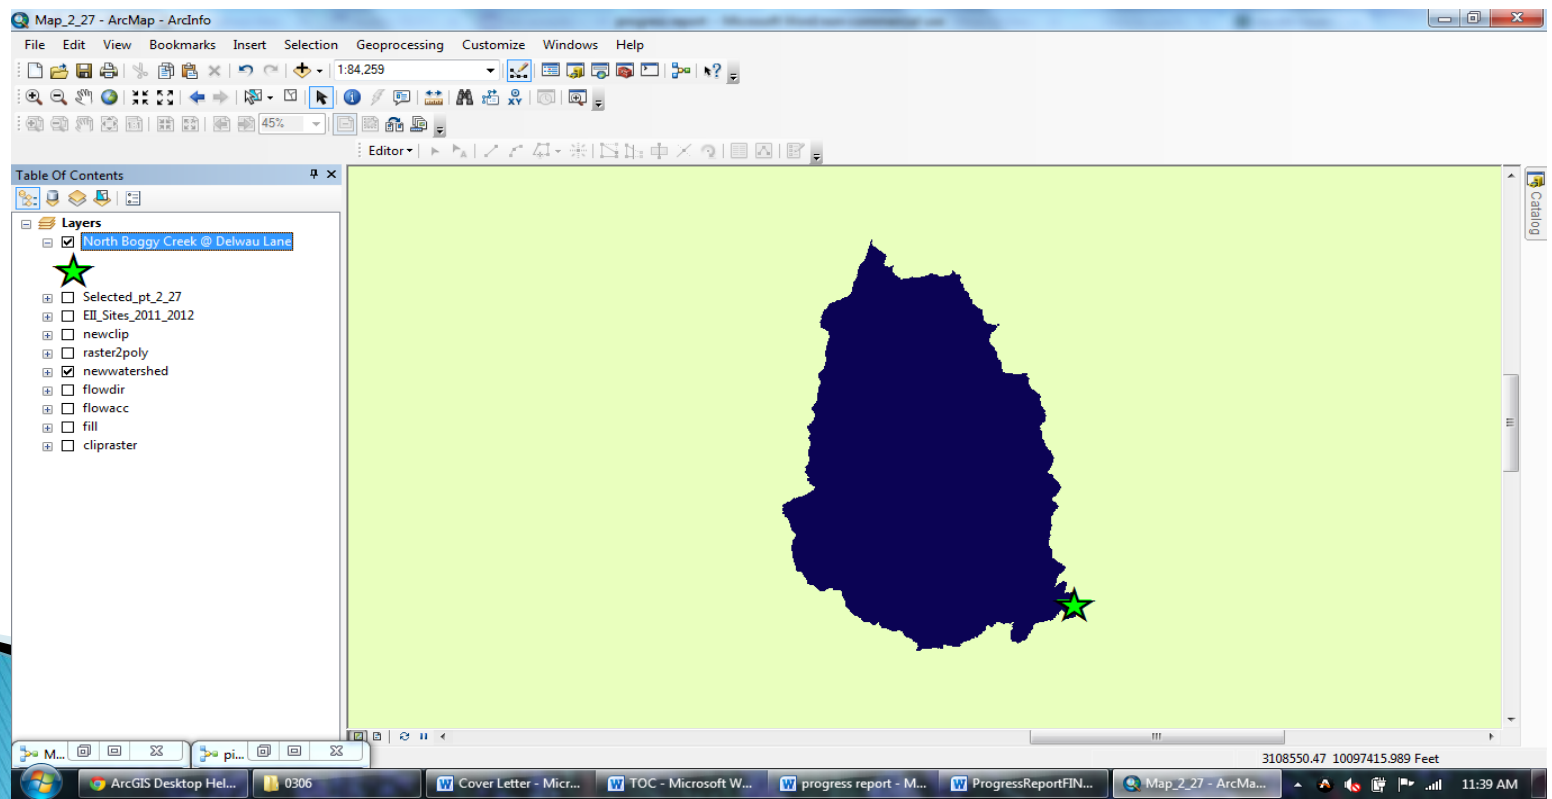 Map_2_27 - ArcMap - ArcInfo
File Edit View Bookmarks Insert Selection Geoprocessing Customize Windows Help
1:84,259
45%
Editor
Table Of Contents
Layers
North Boggy Creek @ Delwau Lane
Selected_pt_2_27
EII_Sites_2011_2012
newclip
raster2poly
newwatershed
flowdir
flowacc
fill
clipraster
Catalog
M... pi...
3108550.47 10097415.989 Feet
ArcGIS Desktop Hel... 0306 Cover Letter - Micr... TOC - Microsoft W... progress report - M... ProgressReportFIN... Map_2_27 - ArcMa... 11:39 AM